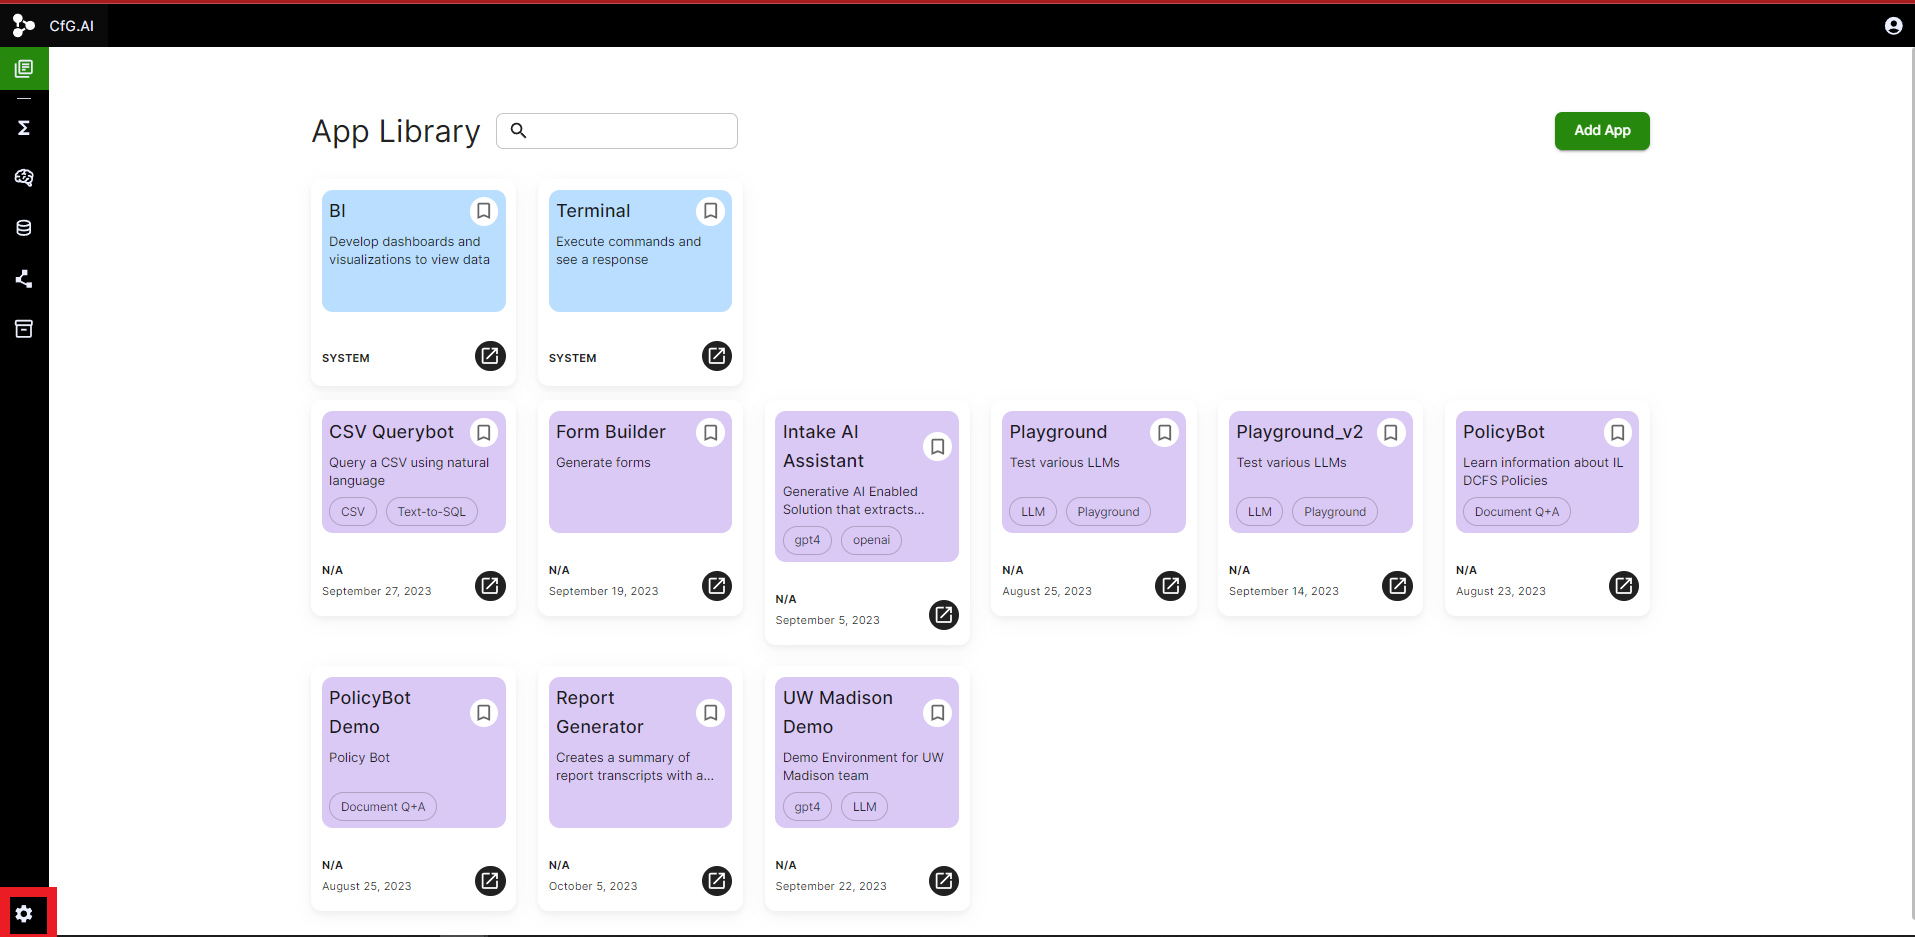 CfG.AI
App Library
Add App
BI
Develop dashboards and
visualizations to view data
SYSTEM
Terminal
Execute commands and
see a response
SYSTEM
CSV Querybot
Query a CSV using natural
language
CSV
Text-to-SQL
N/A
September 27, 2023
Form Builder
Generate forms
N/A
September 19, 2023
Intake AI
Assistant
Generative AI Enabled
Solution that extracts...
gpt4
openai
N/A
September 5, 2023
Playground
Test various LLMs
LLM
Playground
N/A
August 25, 2023
Playground_v2
Test various LLMs
LLM
Playground
N/A
September 14, 2023
PolicyBot
Learn information about IL
DCFS Policies
Document Q+A
N/A
August 23, 2023
PolicyBot
Demo
Policy Bot
Document Q+A
N/A
August 25, 2023
Report
Generator
Creates a summary of
report transcripts with a...
N/A
October 5, 2023
UW Madison
Demo
Demo Environment for UW
Madison team
gpt4
LLM
N/A
September 22, 2023